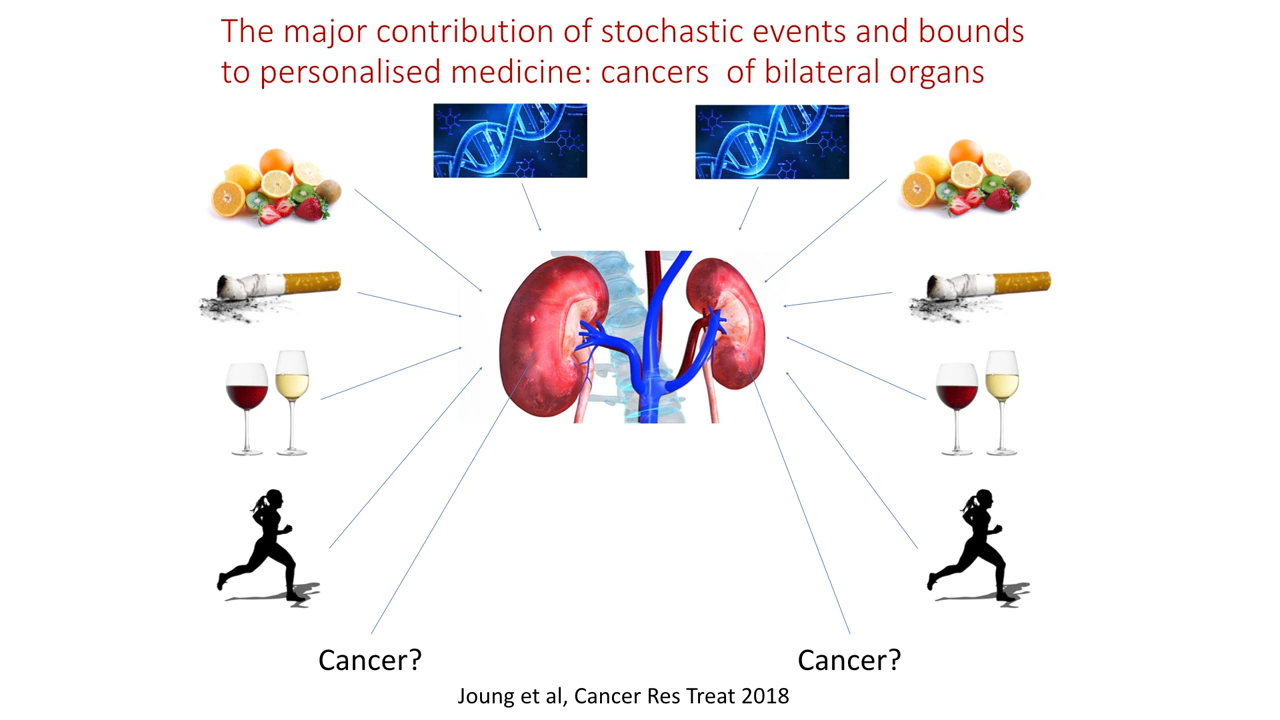 The major contribution of stochastic events and bounds
to personalised medicine: cancers of bilateral organs
Cancer?
Cancer?
Joung et al, Cancer Res Treat 2018